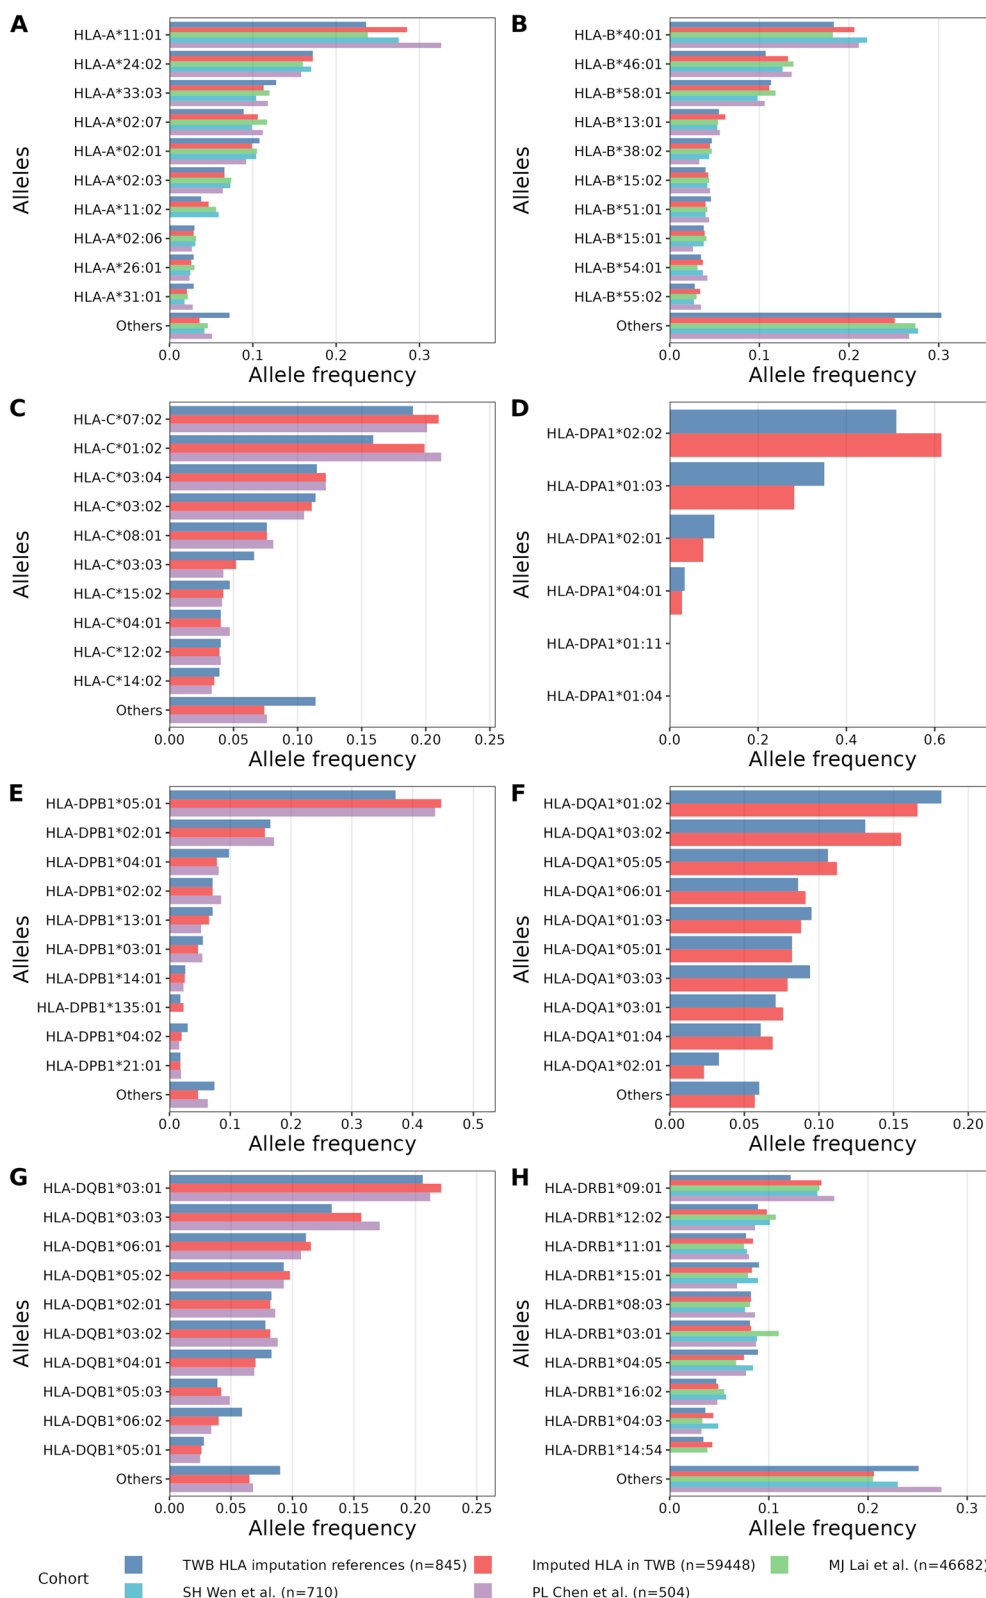 A
Alleles
HLA-A*11:01
HLA-A*24:02
HLA-A*33:03
HLA-A*02:07
HLA-A*02:01
HLA-A*02:03
HLA-A*11:02
HLA-A*02:06
HLA-A*26:01
HLA-A*31:01
Others
0.0 0.1 0.2 0.3
Allele frequency
B
Alleles
HLA-B*40:01
HLA-B*46:01
HLA-B*58:01
HLA-B*13:01
HLA-B*38:02
HLA-B*15:02
HLA-B*51:01
HLA-B*15:01
HLA-B*54:01
HLA-B*55:02
Others
0.0 0.1 0.2 0.3
Allele frequency
C
Alleles
HLA-C*07:02
HLA-C*01:02
HLA-C*03:04
HLA-C*03:02
HLA-C*08:01
HLA-C*03:03
HLA-C*15:02
HLA-C*04:01
HLA-C*12:02
HLA-C*14:02
Others
0.00 0.05 0.10 0.15 0.20 0.25
Allele frequency
D
Alleles
HLA-DPA1*02:02
HLA-DPA1*01:03
HLA-DPA1*02:01
HLA-DPA1*04:01
HLA-DPA1*01:11
HLA-DPA1*01:04
0.0 0.2 0.4 0.6
Allele frequency
E
Alleles
HLA-DPB1*05:01
HLA-DPB1*02:01
HLA-DPB1*04:01
HLA-DPB1*02:02
HLA-DPB1*13:01
HLA-DPB1*03:01
HLA-DPB1*14:01
HLA-DPB1*135:01
HLA-DPB1*04:02
HLA-DPB1*21:01
Others
0.0 0.1 0.2 0.3 0.4 0.5
Allele frequency
F
Alleles
HLA-DQA1*01:02
HLA-DQA1*03:02
HLA-DQA1*05:05
HLA-DQA1*06:01
HLA-DQA1*01:03
HLA-DQA1*05:01
HLA-DQA1*03:03
HLA-DQA1*03:01
HLA-DQA1*01:04
HLA-DQA1*02:01
Others
0.00 0.05 0.10 0.15 0.20
Allele frequency
G
Alleles
HLA-DQB1*03:01
HLA-DQB1*03:03
HLA-DQB1*06:01
HLA-DQB1*05:02
HLA-DQB1*02:01
HLA-DQB1*03:02
HLA-DQB1*04:01
HLA-DQB1*05:03
HLA-DQB1*06:02
HLA-DQB1*05:01
Others
0.00 0.05 0.10 0.15 0.20 0.25
Allele frequency
H
Alleles
HLA-DRB1*09:01
HLA-DRB1*12:02
HLA-DRB1*11:01
HLA-DRB1*15:01
HLA-DRB1*08:03
HLA-DRB1*03:01
HLA-DRB1*04:05
HLA-DRB1*16:02
HLA-DRB1*04:03
HLA-DRB1*14:54
Others
0.0 0.1 0.2 0.3
Allele frequency
Cohort
TWB HLA imputation references (n=845) Imputed HLA in TWB (n=59448) MJ Lai et al. (n=46682)
SH Wen et al. (n=710) PL Chen et al. (n=504)